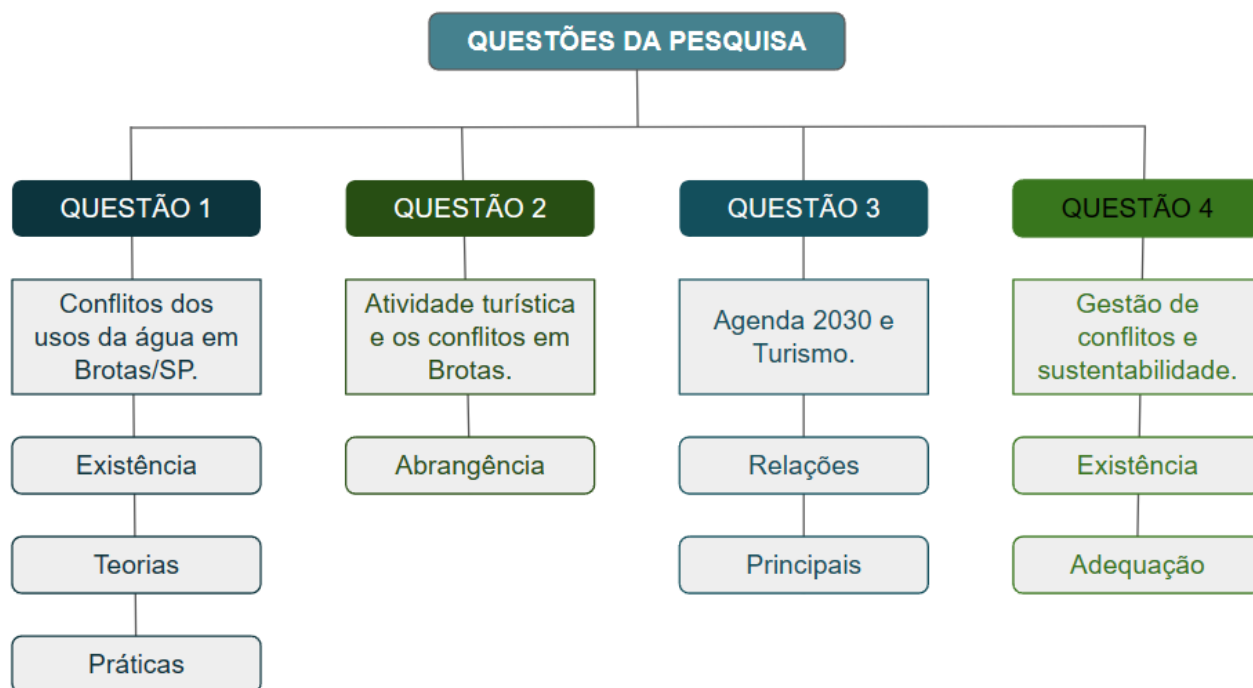 QUESTÕES DA PESQUISA
QUESTÃO 1
Conflitos dos
usos da água em
Brotas/SP.
Existência
Teorias
Práticas
QUESTÃO 2
Atividade turística
e os conflitos em
Brotas.
Abrangência
QUESTÃO 3
Agenda 2030 e
Turismo.
Relações
Principais
QUESTÃO 4
Gestão de
conflitos e
sustentabilidade.
Existência
Adequação